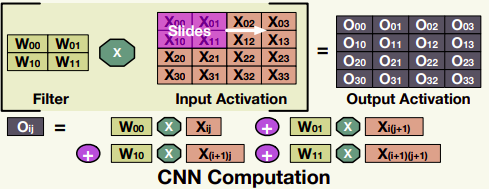 W00 W01
W10 W11
X
Filter
X00 X01 X02 X03
Slides
X10 X11 X12 X13
X20 X21 X22 X23
X30 X31 X32 X33
Input Activation
=
O00 O01 O02 O03
O10 O11 O12 O13
O20 O21 O22 O23
O30 O31 O32 O33
Output Activation
Oij = W00 X Xij + W01 X Xi(j+1)
+ W10 X X(i+1)j + W11 X X(i+1)(j+1)
CNN Computation